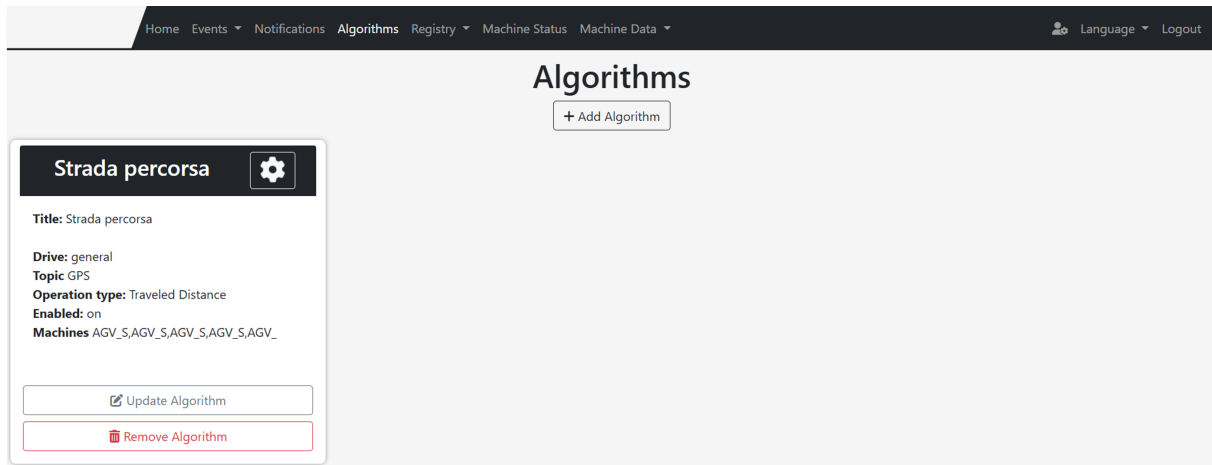 Home Events Notifications Algorithms Registry Machine Status Machine Data Language Logout
Algorithms
+ Add Algorithm
Strada percorsa
Title: Strada percorsa
Drive: general
Topic GPS
Operation type: Traveled Distance
Enabled: on
Machines AGV_S,AGV_S,AGV_S,AGV_S,AGV_
Update Algorithm
Remove Algorithm